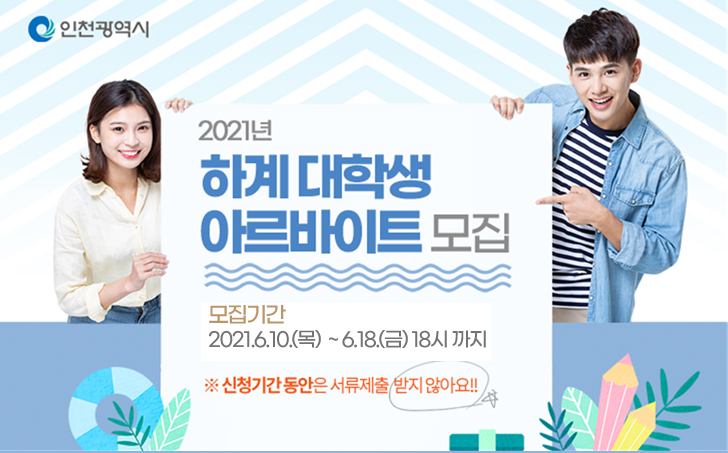 인천광역시
2021년
하계 대학생
아르바이트 모집
모집기간
2021.6.10.(목) ~ 6.18.(금) 18시 까지
※ 신청기간 동안은 서류제출 받지 않아요!!